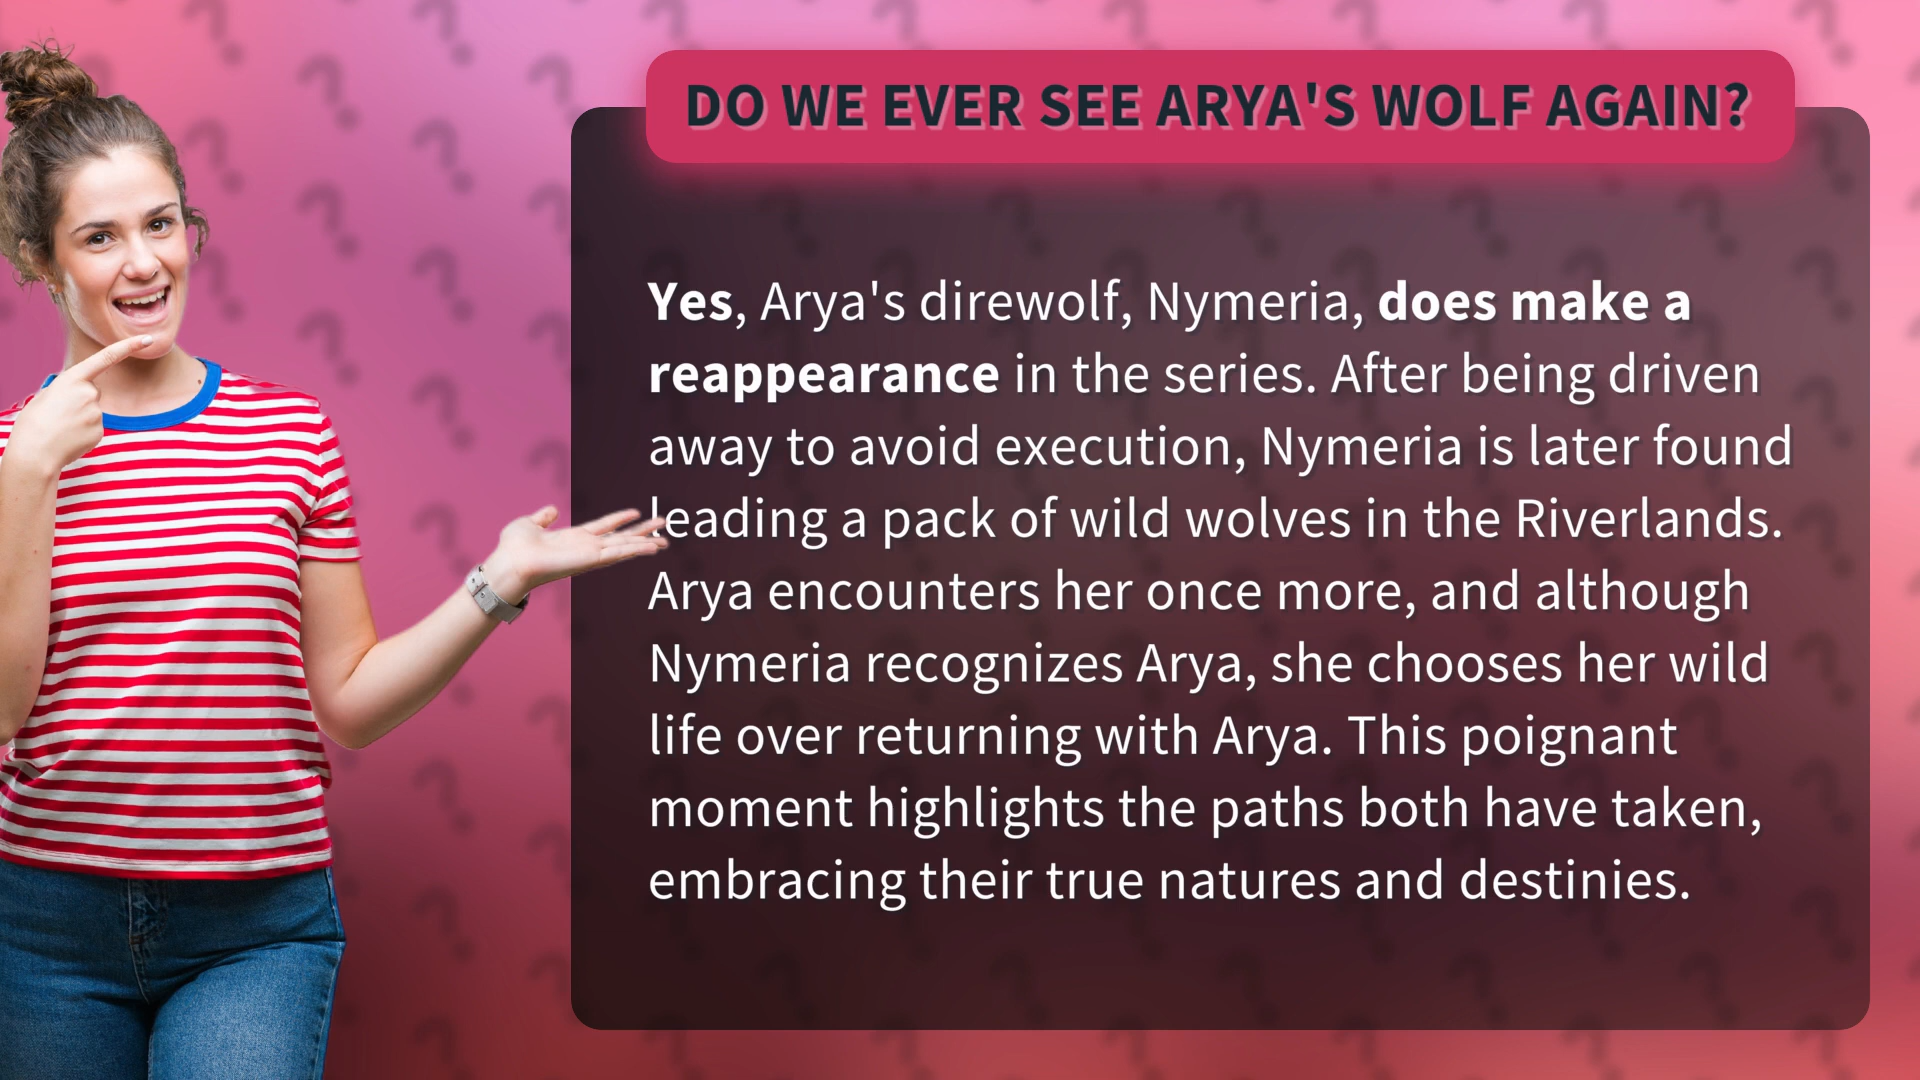 DO WE EVER SEE ARYA'S WOLF AGAIN?
Yes, Arya's direwolf, Nymeria, does make a
reappearance in the series. After being driven
away to avoid execution, Nymeria is later found
leading a pack of wild wolves in the Riverlands.
Arya encounters her once more, and although
Nymeria recognizes Arya, she chooses her wild
life over returning with Arya. This poignant
moment highlights the paths both have taken,
embracing their true natures and destinies.